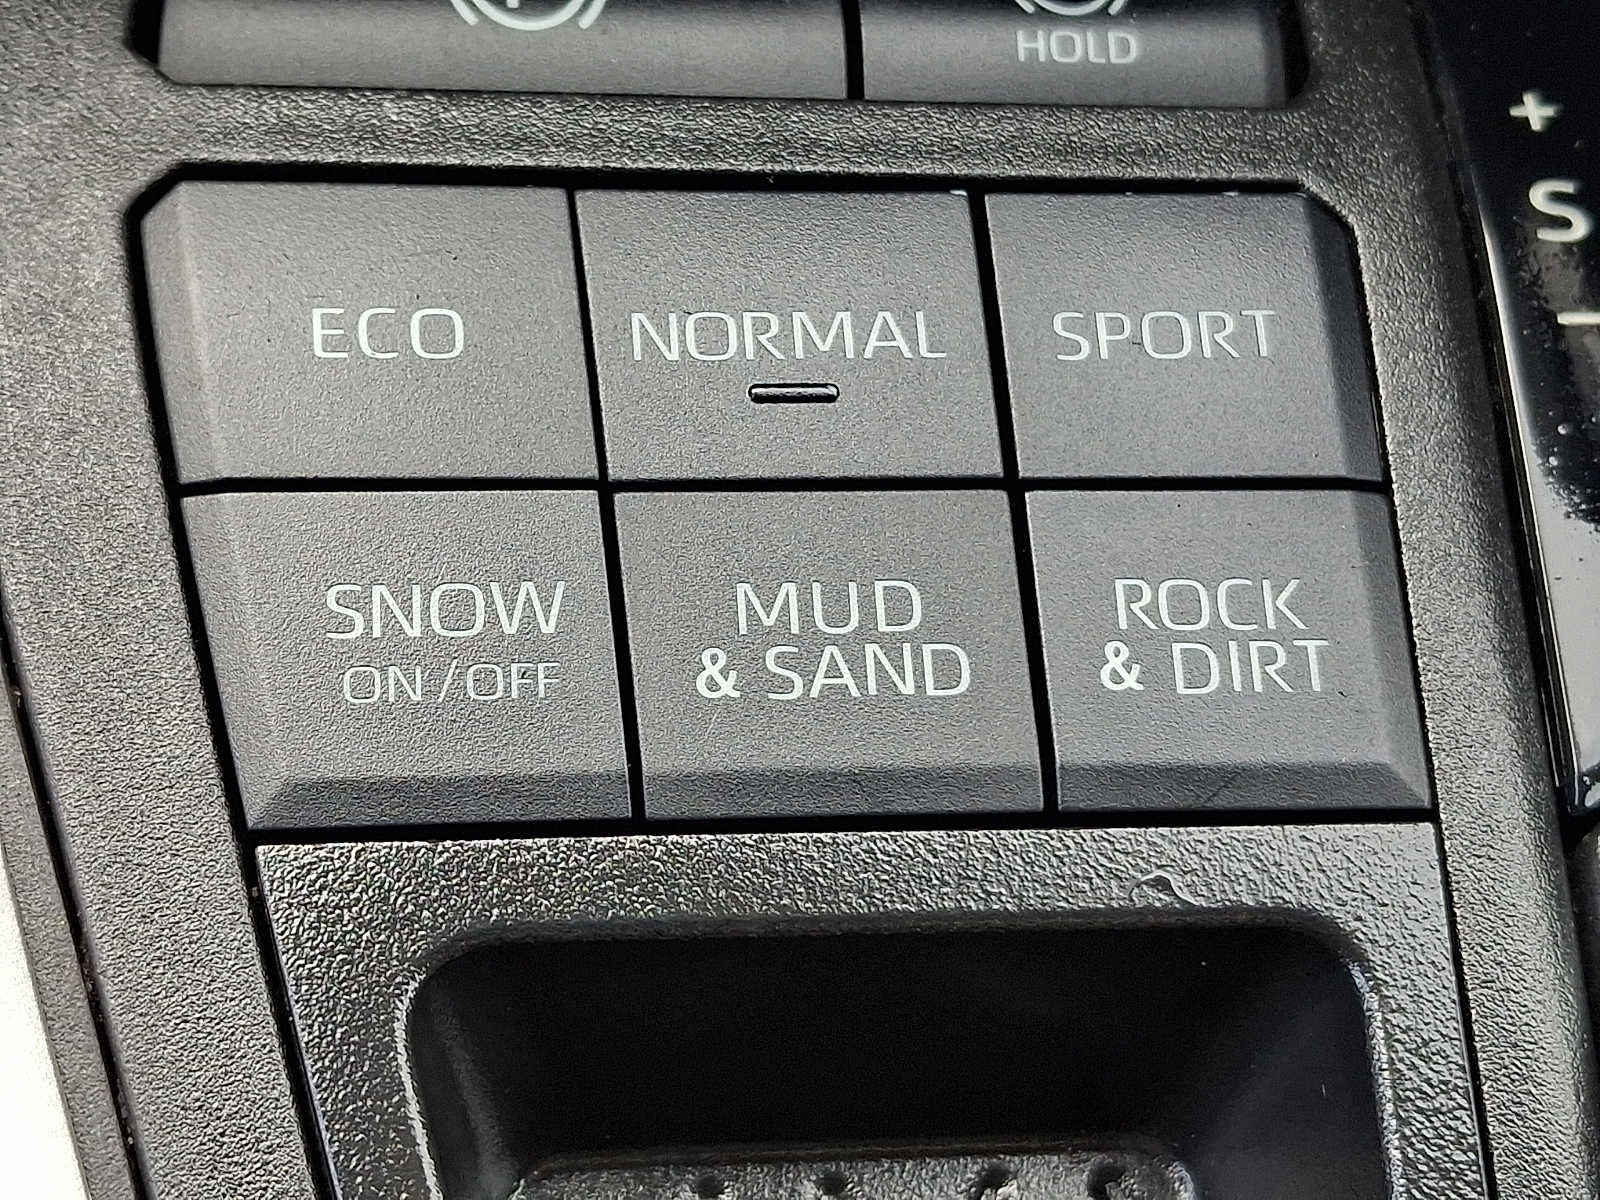 HOLD
+
S
–
ECO
NORMAL
SPORT
SNOW
ON/OFF
MUD
& SAND
ROCK
& DIRT